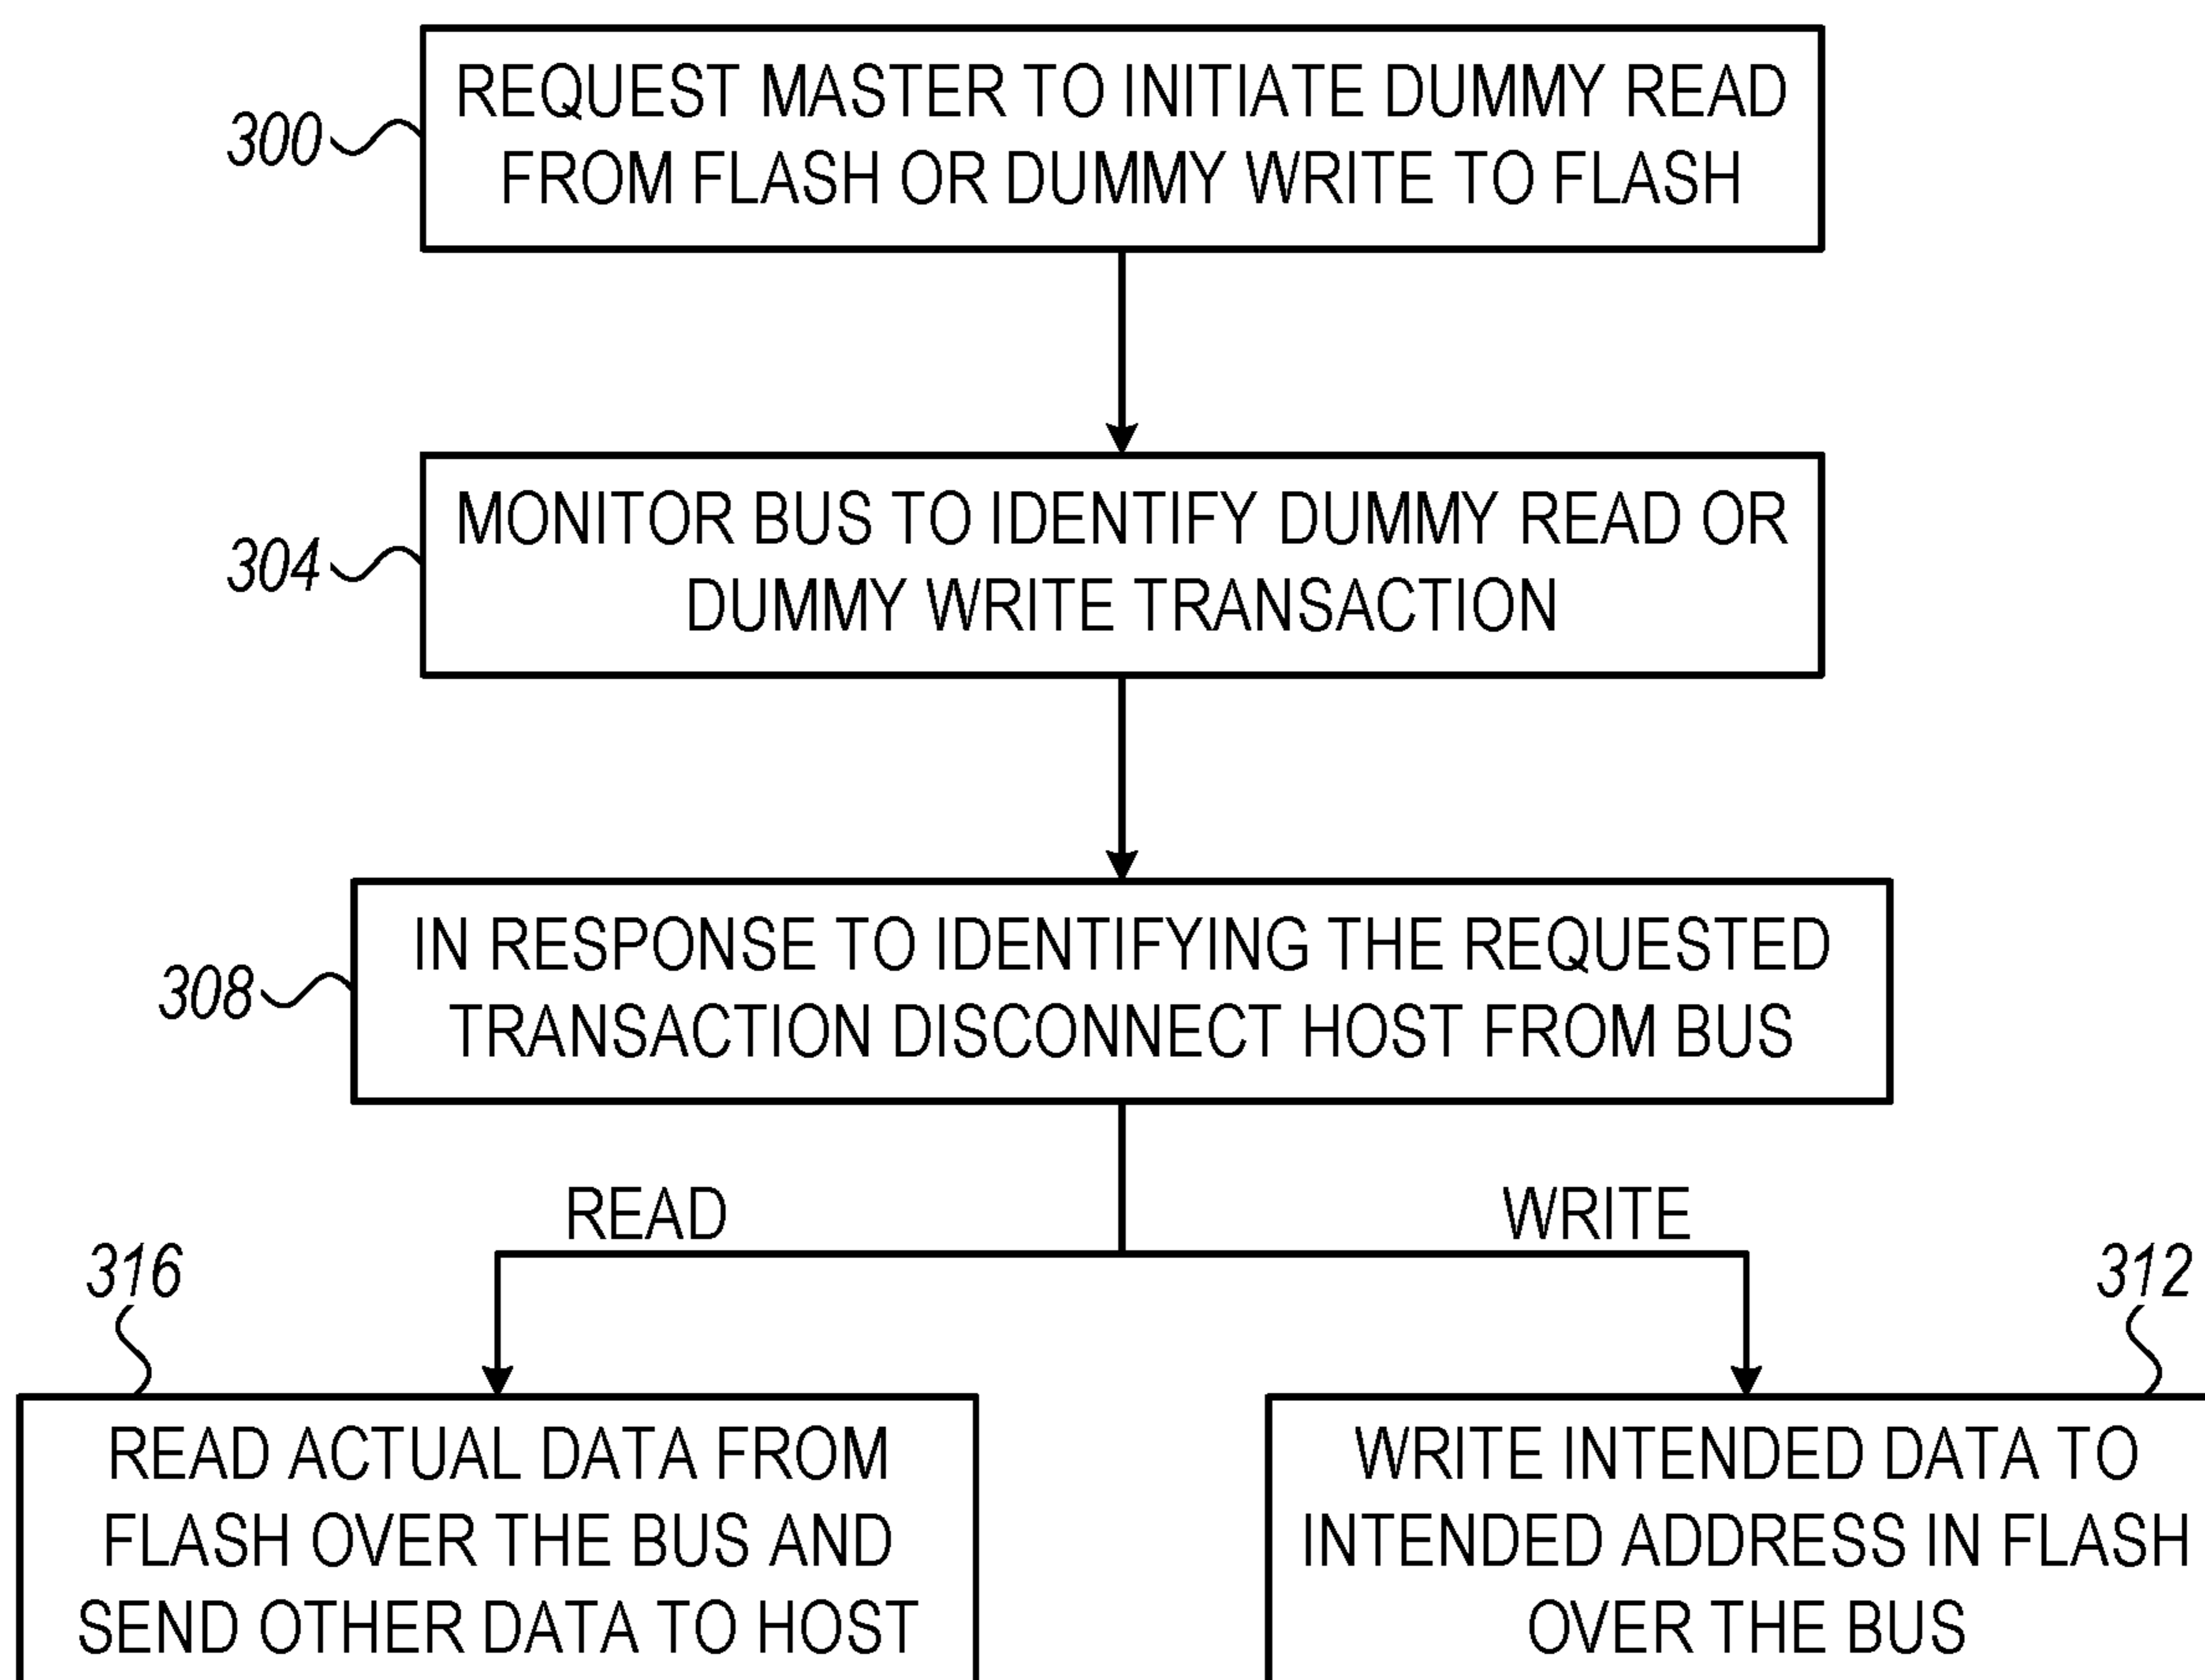 REQUEST MASTER TO INITIATE DUMMY READ
300
FROM FLASH OR DUMMY WRITE TO FLASH
MONITOR BUS TO IDENTIFY DUMMY READ OR
304
DUMMY WRITE TRANSACTION
IN RESPONSE TO IDENTIFYING THE REQUESTED
308
TRANSACTION DISCONNECT HOST FROM BUS
READ
WRITE
316
312
READ ACTUAL DATA FROM
FLASH OVER THE BUS AND
SEND OTHER DATA TO HOST
WRITE INTENDED DATA TO
INTENDED ADDRESS IN FLASH
OVER THE BUS